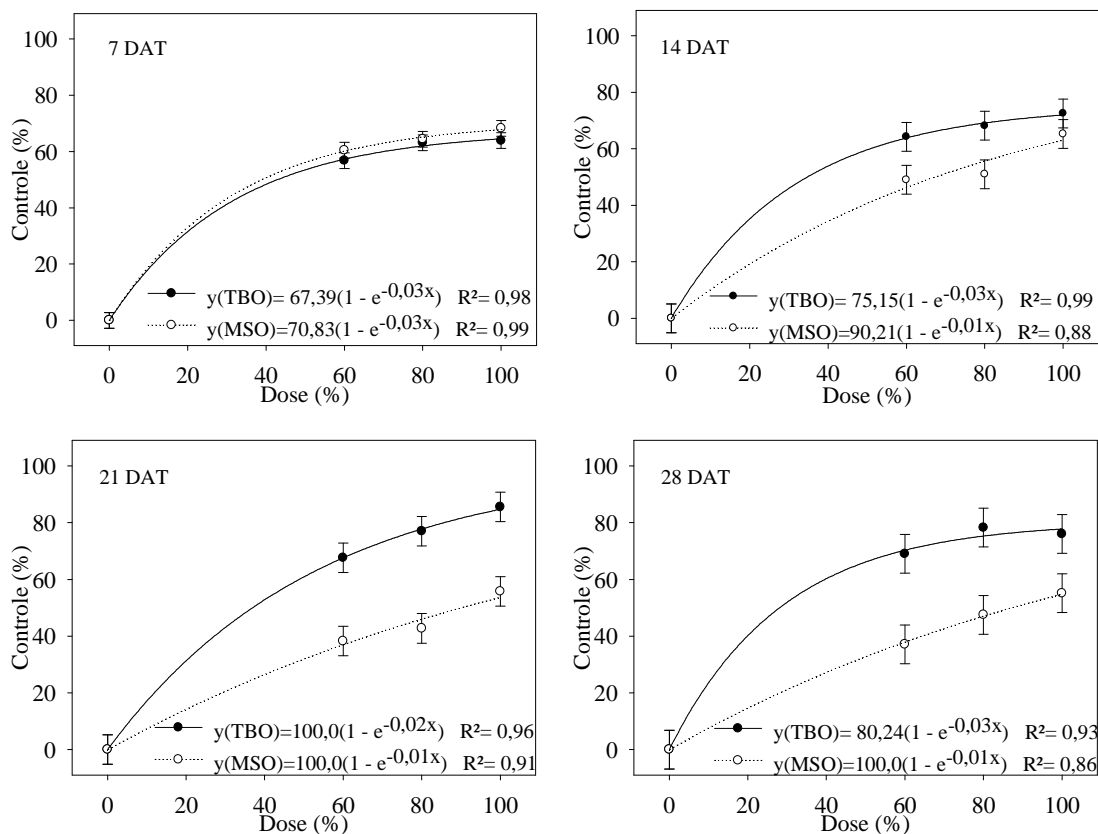 7 DAT
Controle (%)
100
80
60
40
20
0
y(TBO)= 67,39(1 - e-0,03x) R²= 0,98
y(MSO)=70,83(1 - e-0,03x) R²= 0,99
0 20 40 60 80 100
Dose (%)
14 DAT
Controle (%)
100
80
60
40
20
0
y(TBO)= 75,15(1 - e-0,03x) R²= 0,99
y(MSO)=90,21(1 - e-0,01x) R²= 0,88
0 20 40 60 80 100
Dose (%)
21 DAT
Controle (%)
100
80
60
40
20
0
y(TBO)=100,0(1 - e-0,02x) R²= 0,96
y(MSO)=100,0(1 - e-0,01x) R²= 0,91
0 20 40 60 80 100
Dose (%)
28 DAT
Controle (%)
100
80
60
40
20
0
y(TBO)= 80,24(1 - e-0,03x) R²= 0,93
y(MSO)=100,0(1 - e-0,01x) R²= 0,86
0 20 40 60 80 100
Dose (%)